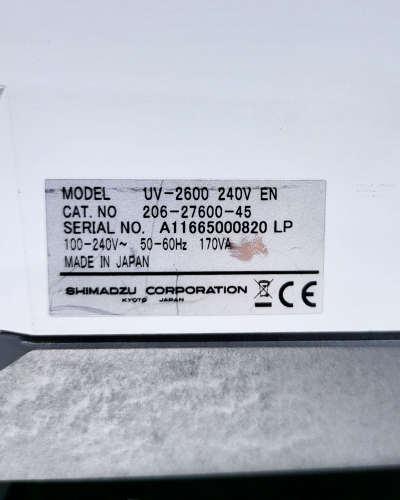 MODEL UV-2600 240V EN
CAT. NO 206-27600-45
SERIAL NO. A11665000820 LP
100-240V~ 50-60Hz 170VA
MADE IN JAPAN
SHIMADZU CORPORATION
KYOTO JAPAN
CE